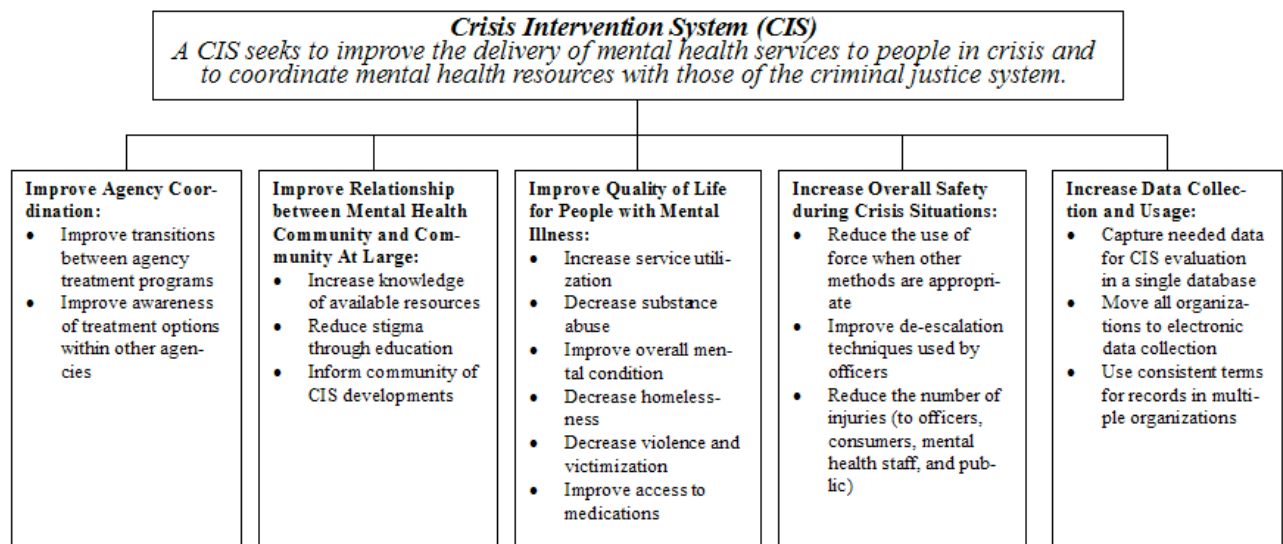 Crisis Intervention System (CIS)
A CIS seeks to improve the delivery of mental health services to people in crisis and
to coordinate mental health resources with those of the criminal justice system.
Improve Agency Coor-
dination:
• Improve transitions
between agency
treatment programs
• Improve awareness
of treatment options
within other agen-
cies
Improve Relationship
between Mental Health
Community and Com-
munity At Large:
• Increase knowledge
of available resources
• Reduce stigma
through education
• Inform community of
CIS developments
Improve Quality of Life
for People with Mental
Illness:
• Increase service utili-
zation
• Decrease substance
abuse
• Improve overall men-
tal condition
• Decrease homeless-
ness
• Decrease violence and
victimization
• Improve access to
medications
Increase Overall Safety
during Crisis Situations:
• Reduce the use of
force when other
methods are appropri-
ate
• Improve de-escalation
techniques used by
officers
• Reduce the number of
injuries (to officers,
consumers, mental
health staff, and pub-
lic)
Increase Data Collec-
tion and Usage:
• Capture needed data
for CIS evaluation
in a single database
• Move all organiza-
tions to electronic
data collection
• Use consistent terms
for records in multi-
ple organizations